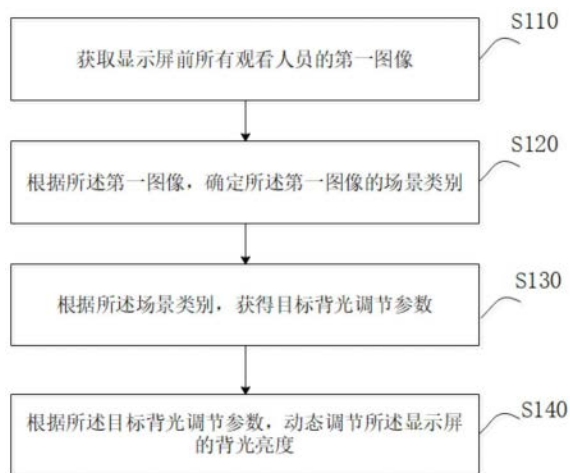 S110
获取显示屏前所有观看人员的第一图像
S120
根据所述第一图像，确定所述第一图像的场景类别
S130
根据所述场景类别，获得目标背光调节参数
S140
根据所述目标背光调节参数，动态调节所述显示屏
的背光亮度